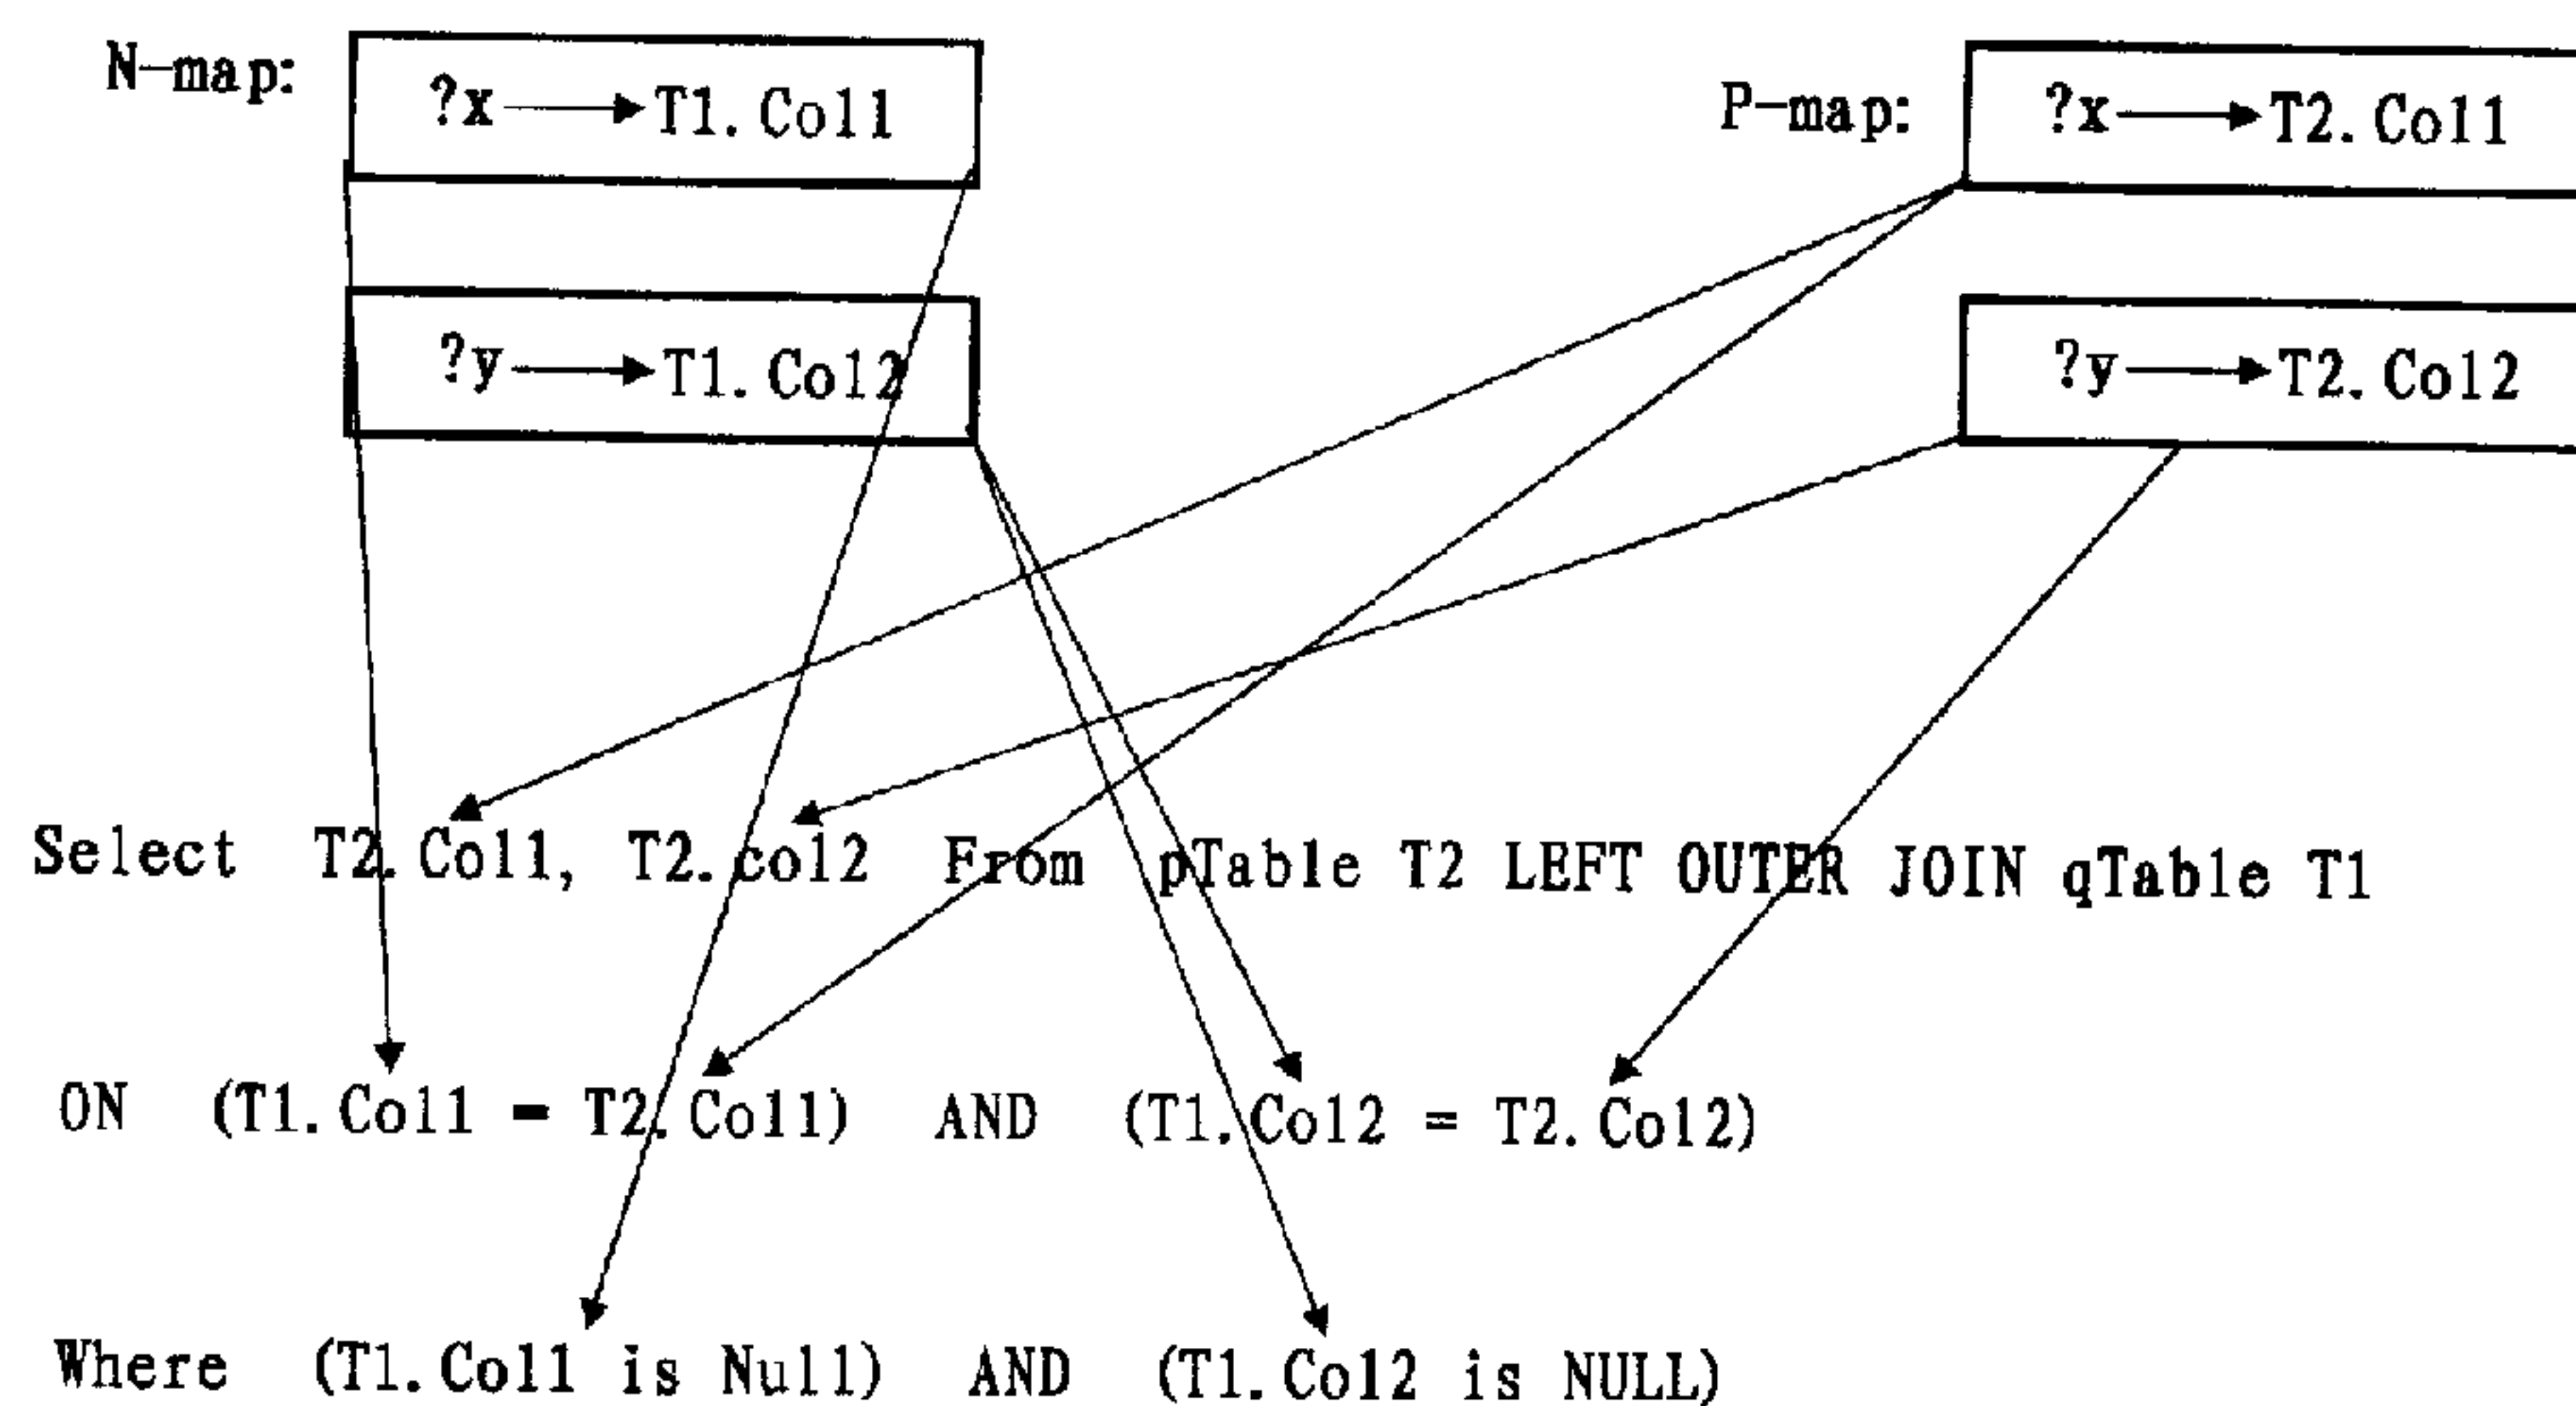 N-map: ?x → T1.Col1 P-map: ?x → T2.Col1
?y → T1.Col2 ?y → T2.Col2
Select T2.Col1, T2.col2 From pTable T2 LEFT OUTER JOIN qTable T1
ON (T1.Col1 = T2.Col1) AND (T1.Col2 = T2.Col2)
Where (T1.Col1 is Null) AND (T1.Col2 is NULL)